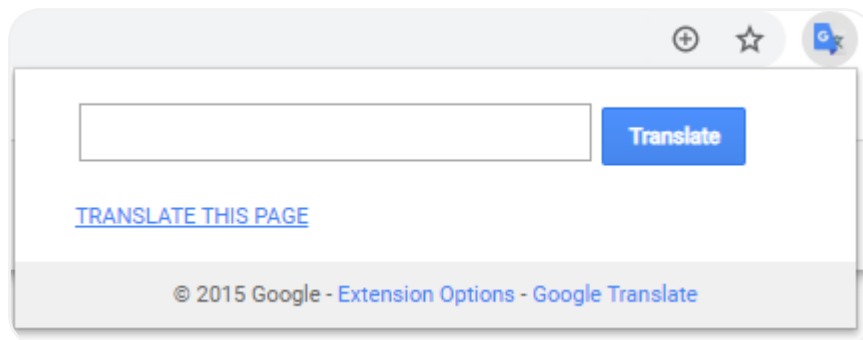 G
Translate
TRANSLATE THIS PAGE
© 2015 Google - Extension Options - Google Translate